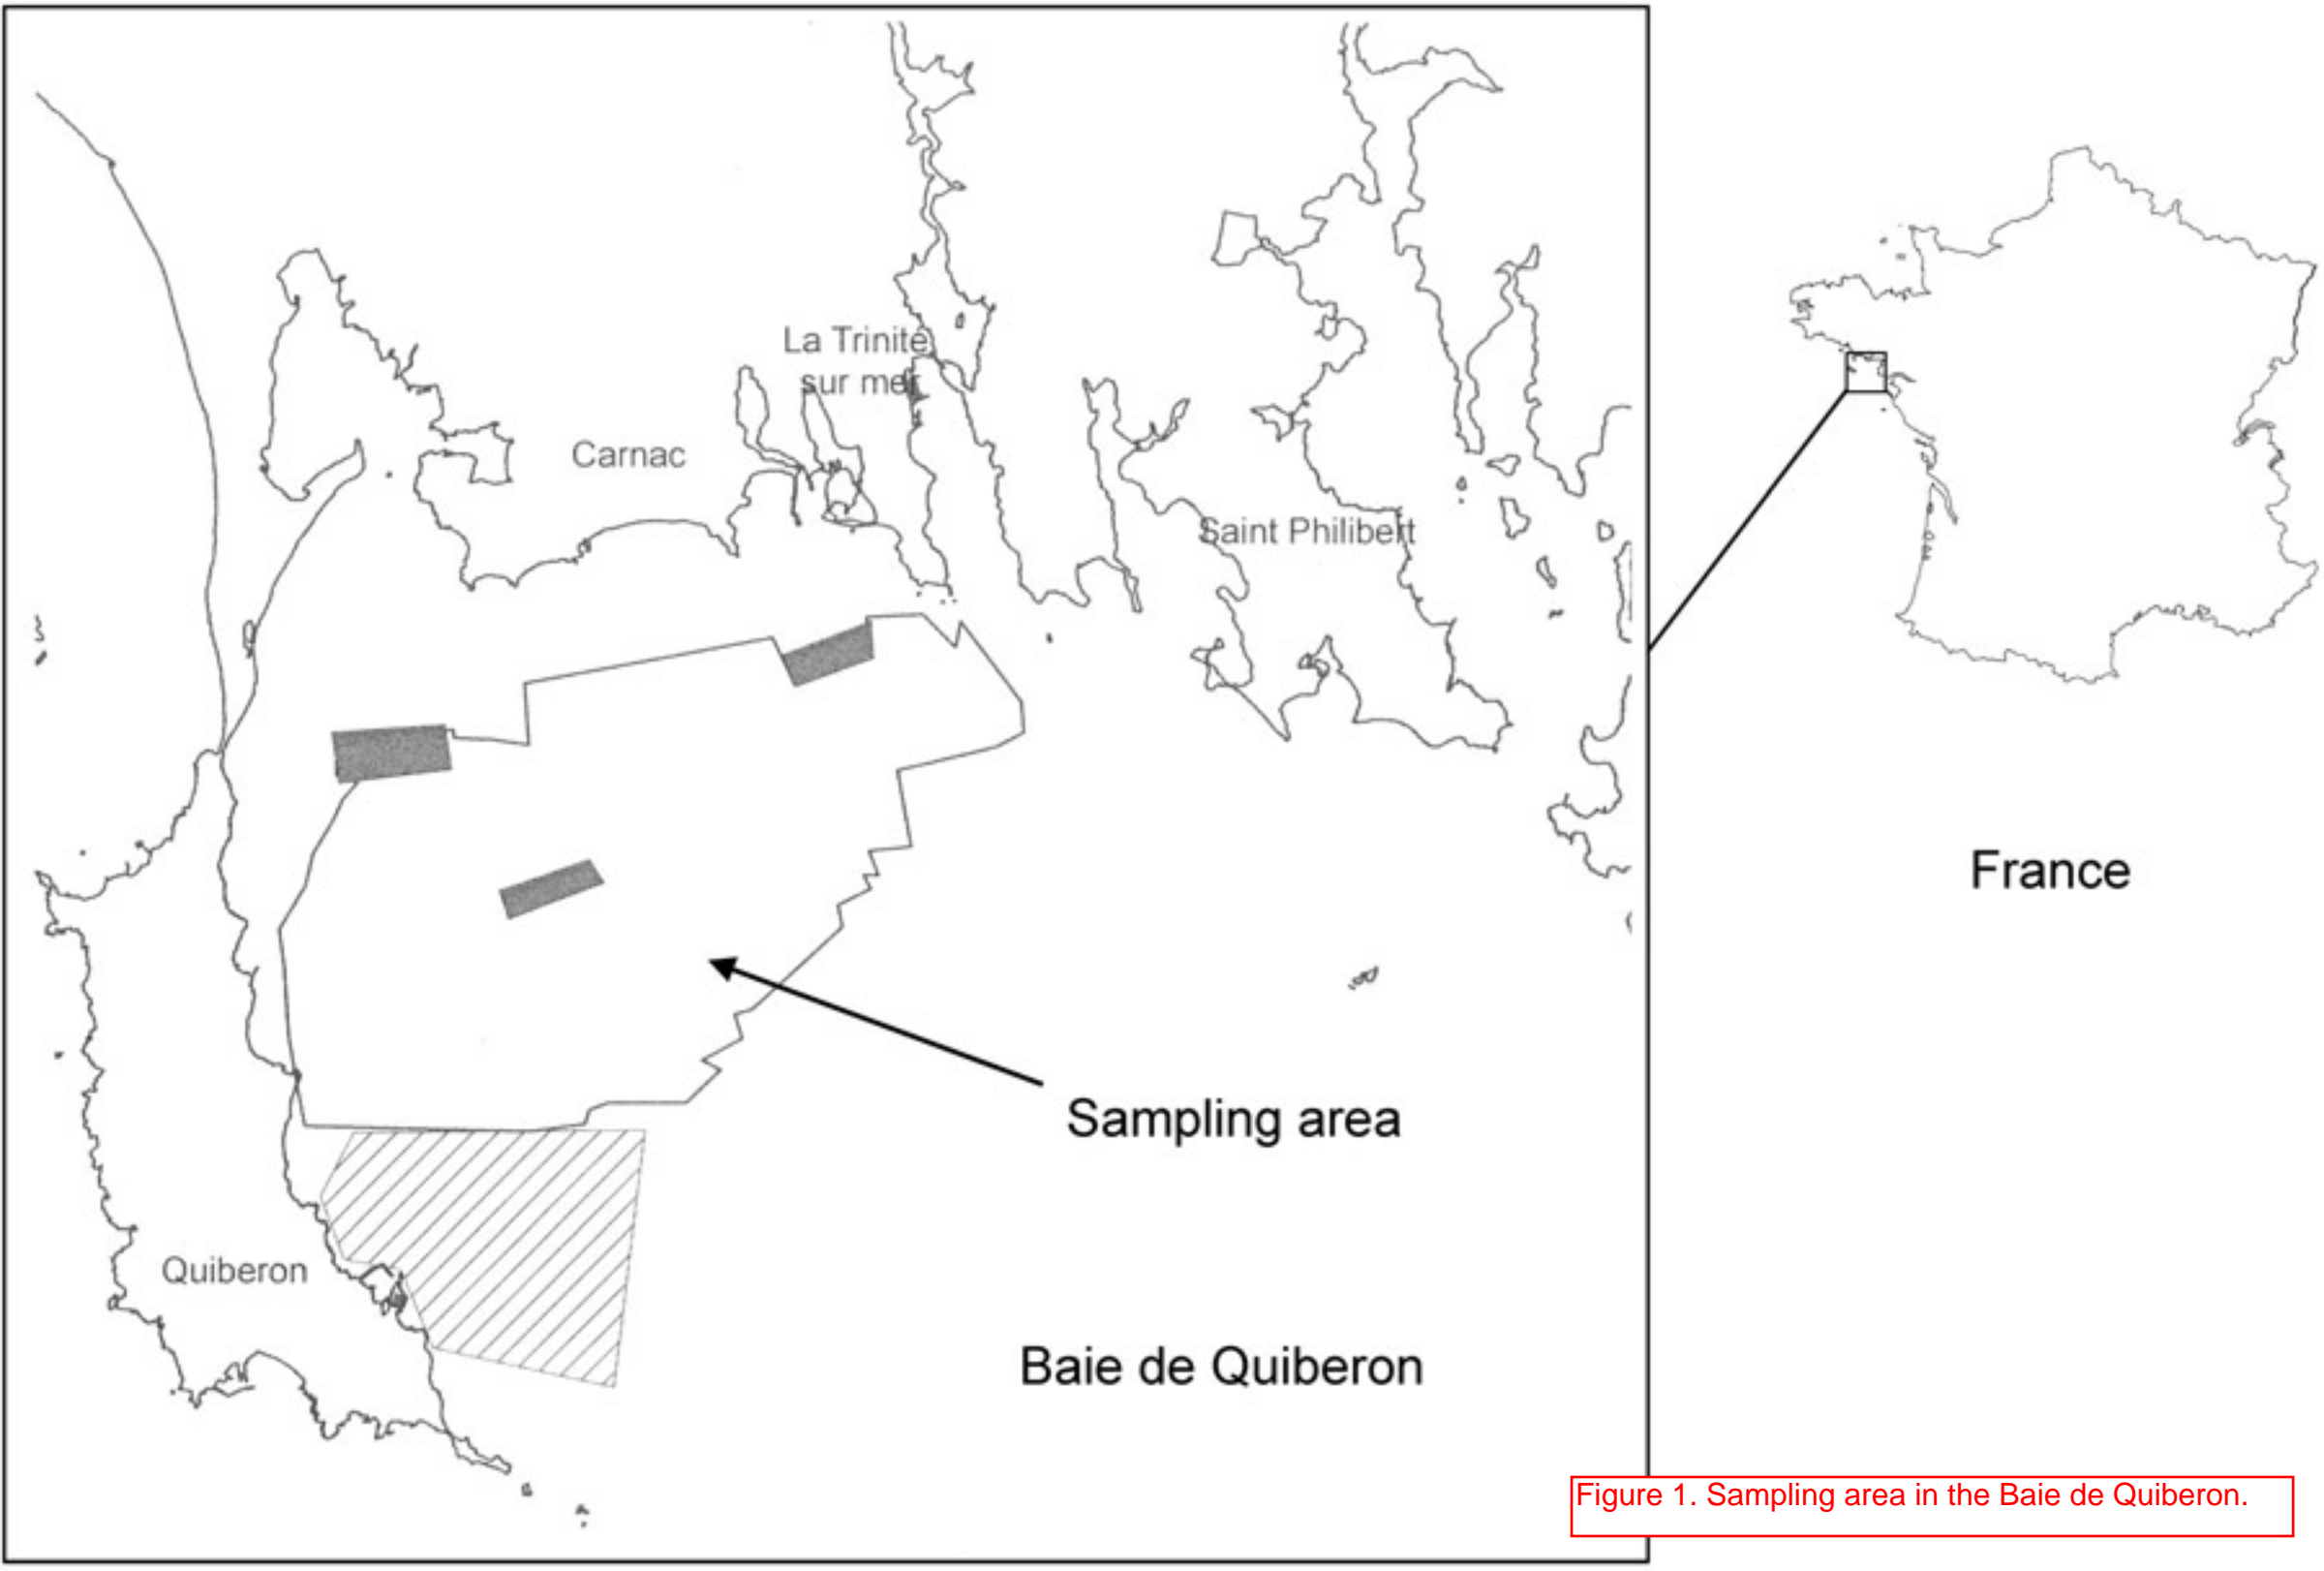 La Trinité
sur mer
Carnac
Saint Philibert
France
Sampling area
Quiberon
Baie de Quiberon
Figure 1. Sampling area in the Baie de Quiberon.